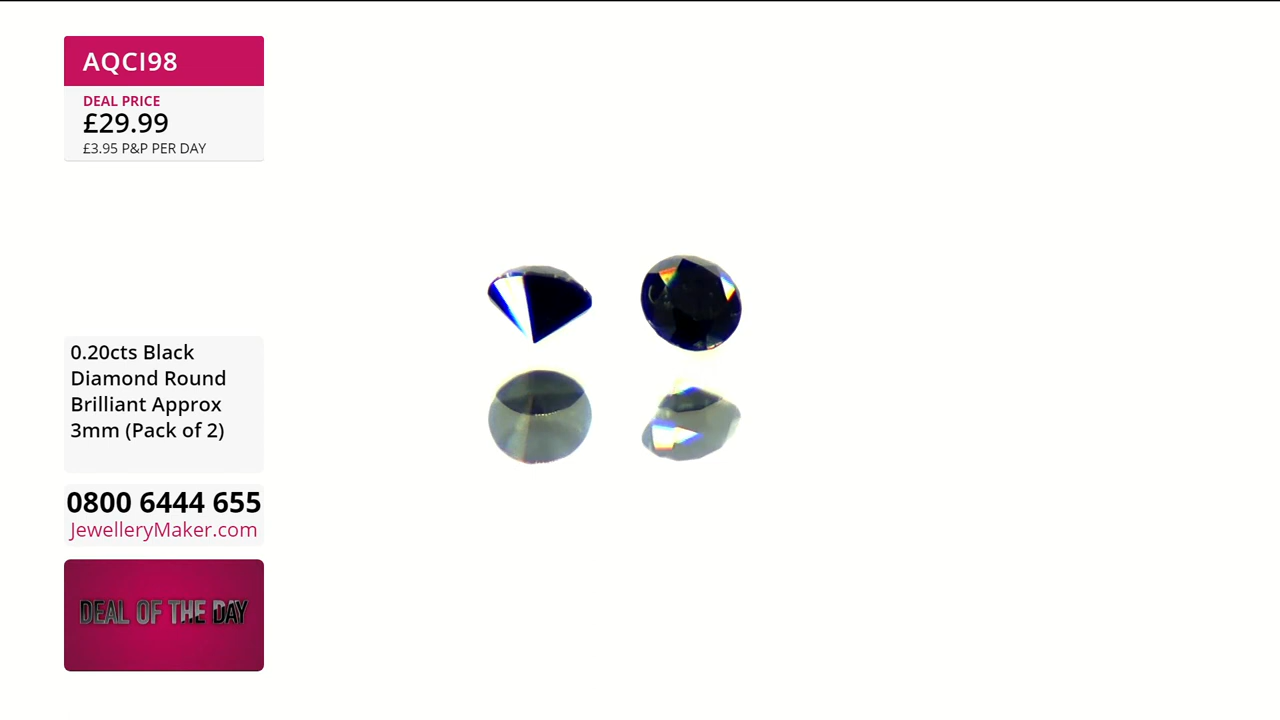 AQCI98
DEAL PRICE
£29.99
£3.95 P&P PER DAY
0.20cts Black
Diamond Round
Brilliant Approx
3mm (Pack of 2)
0800 6444 655
JewelleryMaker.com
DEAL OF THE DAY